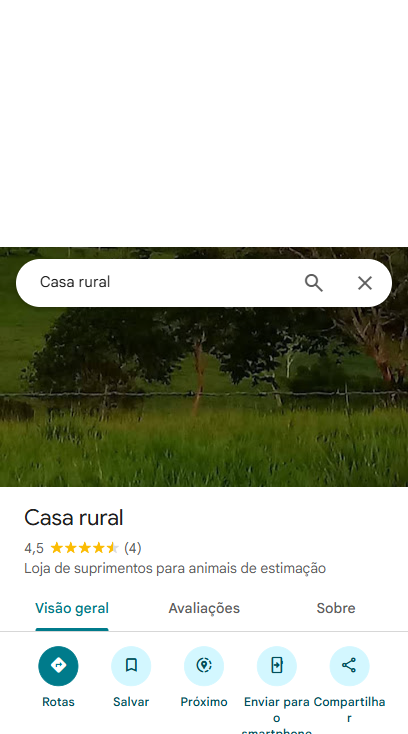 Casa rural
Casa rural
4,5 (4)
Loja de suprimentos para animais de estimação
Visão geral Avaliações Sobre
Rotas Salvar Próximo Enviar para Compartilha
o r
smartphone